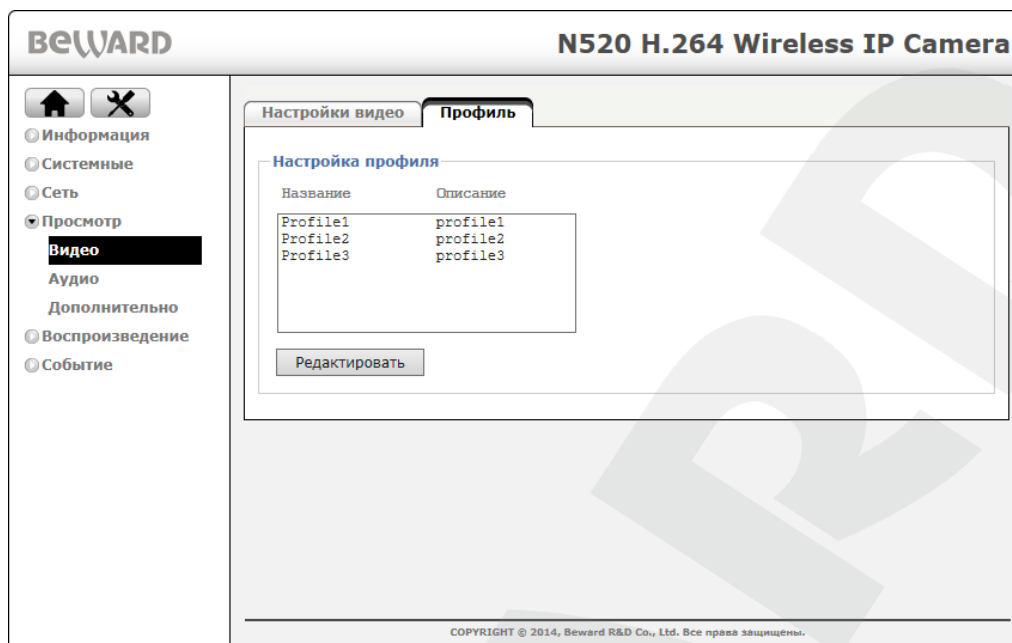 BEWARD
N520 H.264 Wireless IP Camera
Информация
Системные
Сеть
Просмотр
Видео
Аудио
Дополнительно
Воспроизведение
Событие
Настройки видео
Профиль
Настройка профиля
Название Описание
Profile1 profile1
Profile2 profile2
Profile3 profile3
Редактировать
COPYRIGHT © 2014, Beward R&D Co., Ltd. Все права защищены.